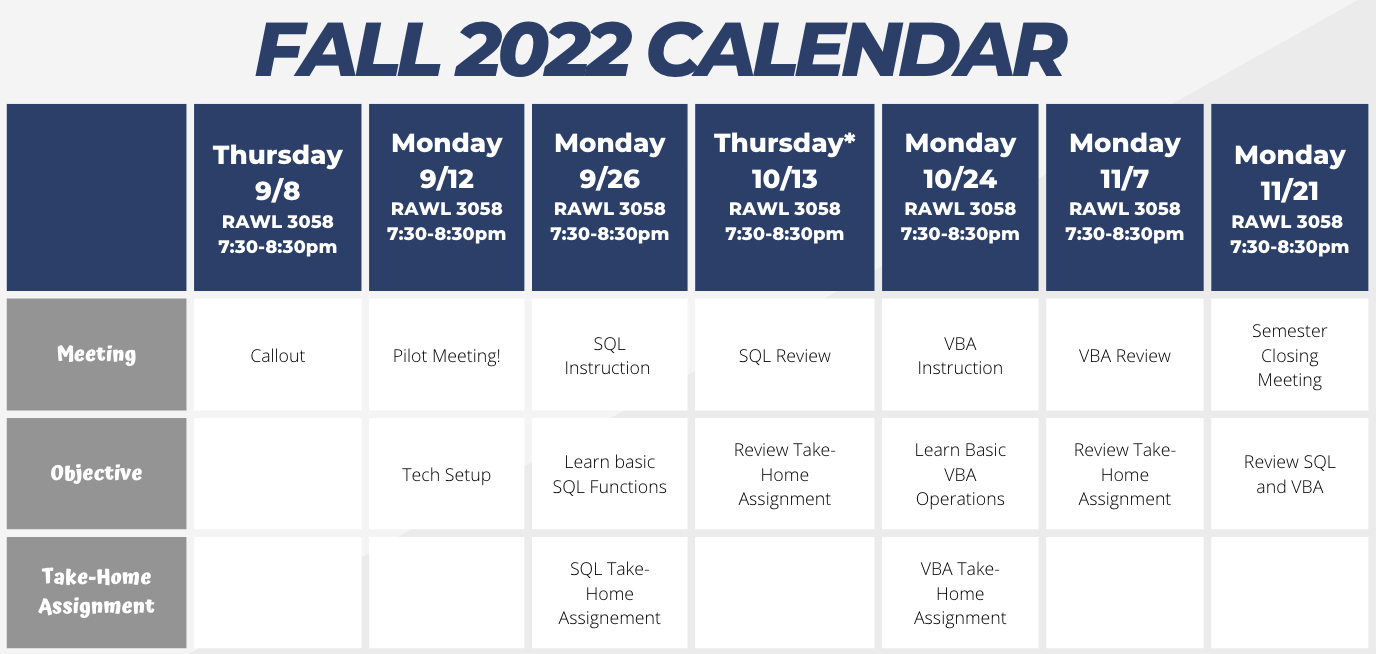 FALL 2022 CALENDAR
Thursday
9/8
RAWL 3058
7:30-8:30pm
Monday
9/12
RAWL 3058
7:30-8:30pm
Monday
9/26
RAWL 3058
7:30-8:30pm
Thursday*
10/13
RAWL 3058
7:30-8:30pm
Monday
10/24
RAWL 3058
7:30-8:30pm
Monday
11/7
RAWL 3058
7:30-8:30pm
Monday
11/21
RAWL 3058
7:30-8:30pm
Meeting
Callout
Pilot Meeting!
SQL
Instruction
SQL Review
VBA
Instruction
VBA Review
Semester
Closing
Meeting
Objective
Tech Setup
Learn basic
SQL Functions
Review Take-
Home
Assignment
Learn Basic
VBA
Operations
Review Take-
Home
Assignment
Review SQL
and VBA
Take-Home
Assignment
SQL Take-
Home
Assignement
VBA Take-
Home
Assignment